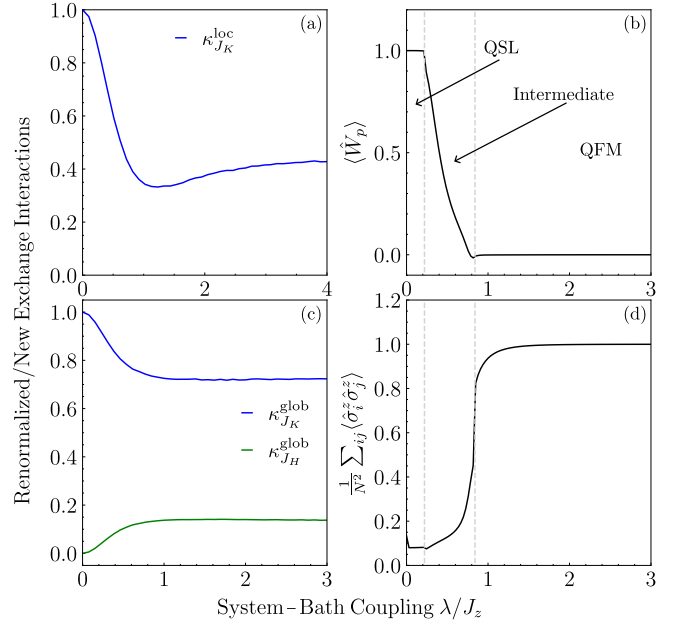 Renormalized/New Exchange Interactions
(a)
κ_{J_K}^{loc}
1.0
0.8
0.6
0.4
0.2
0.0
0
2
4
(b)
QSL
Intermediate
QFM
⟨Ŵ_p⟩
1.0
0.5
0.0
0
1
2
3
(c)
κ_{J_K}^{glob}
κ_{J_H}^{glob}
1.0
0.8
0.6
0.4
0.2
0.0
0
1
2
3
(d)
\frac{1}{N^2} ∑_{ij}⟨σ̂_i^z σ̂_j^z⟩
1.2
1.0
0.8
0.6
0.4
0.2
0.0
0
1
2
3
System–Bath Coupling λ/J_z